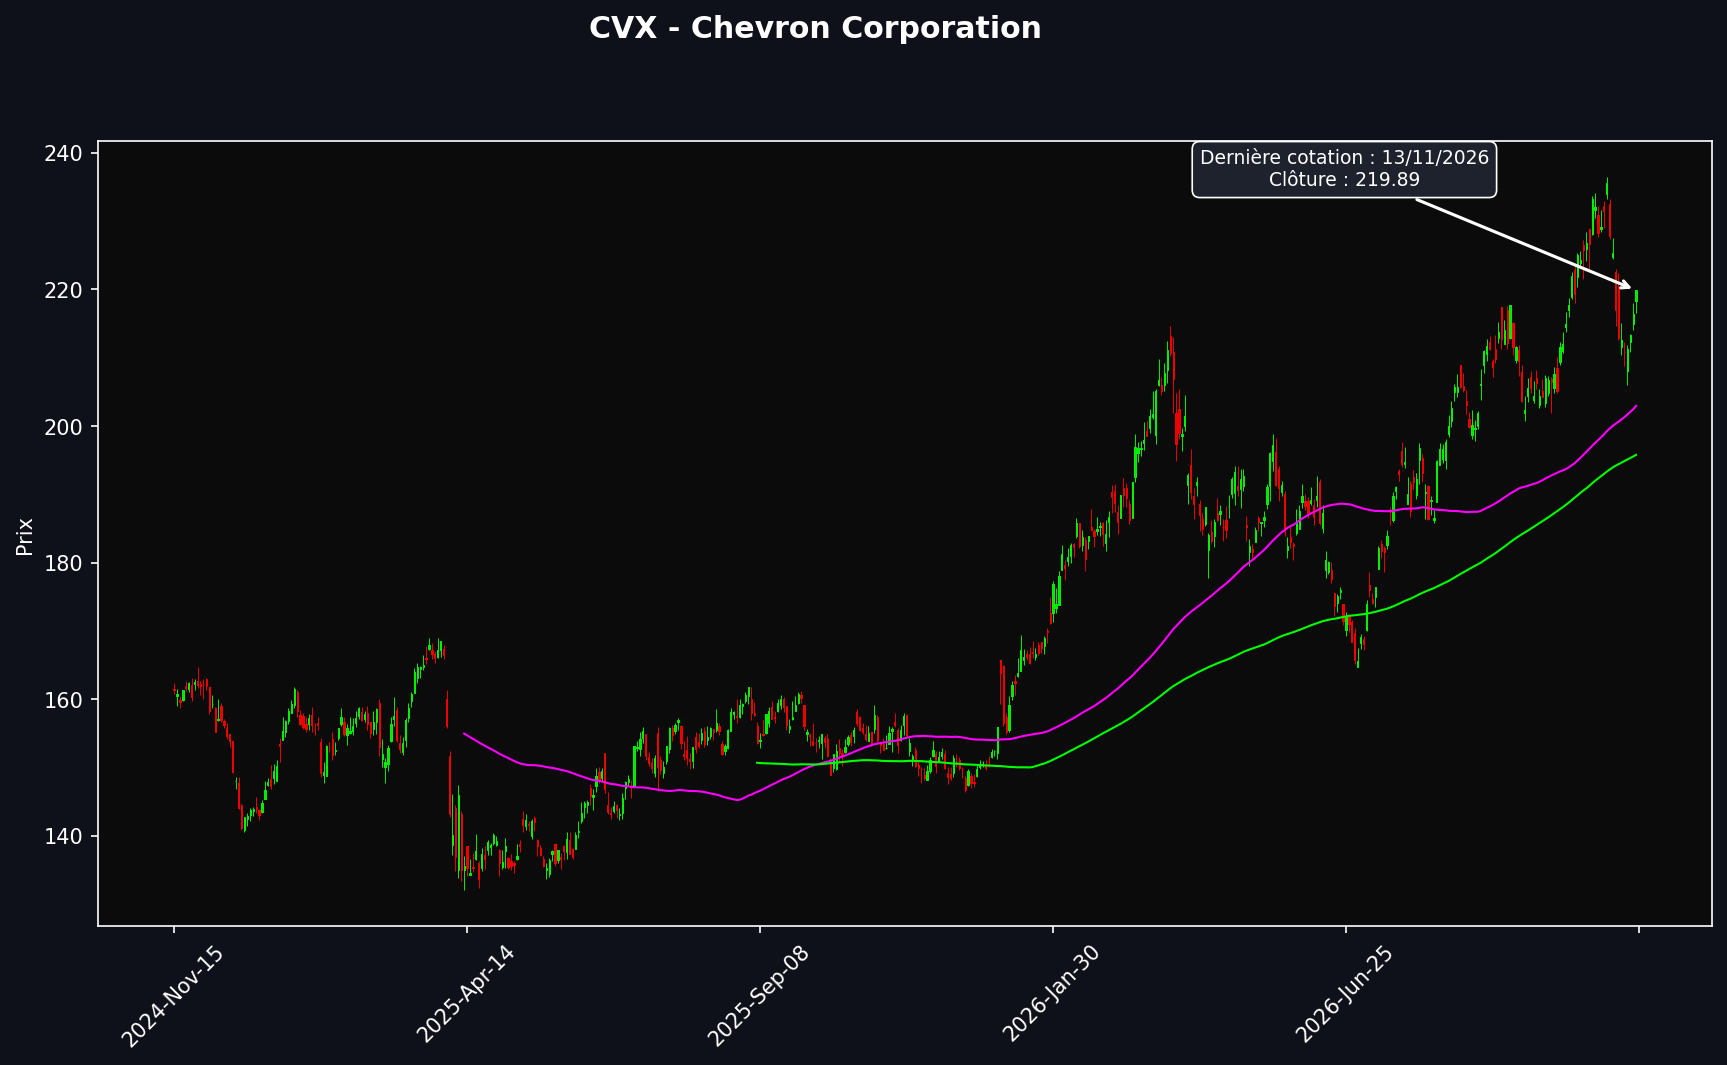 CVX - Chevron Corporation
Dernière cotation : 13/11/2026
Clôture : 219.89
240
220
200
180
160
140
Prix
2024-Nov-15
2025-Apr-14
2025-Sep-08
2026-Jan-30
2026-Jun-25